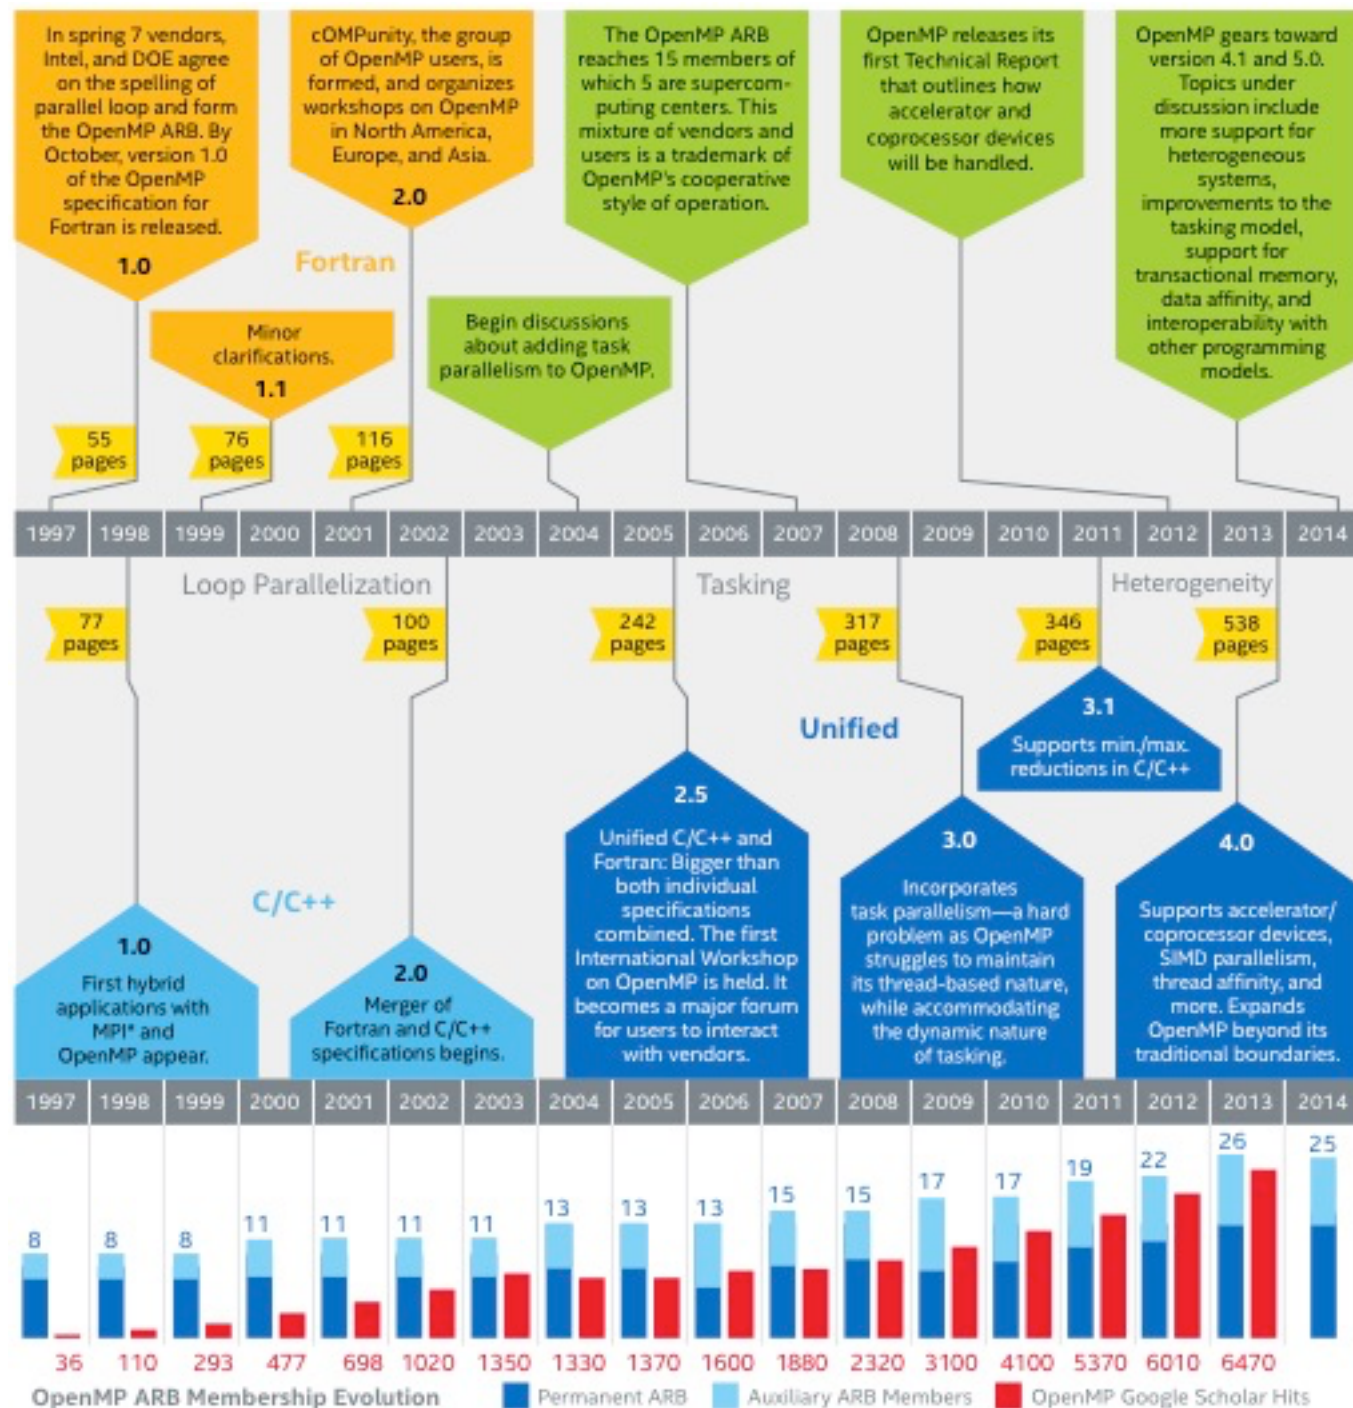 In spring 7 vendors,
Intel, and DOE agree
on the spelling of
parallel loop and form
the OpenMP ARB. By
October, version 1.0
of the OpenMP
specification for
Fortran is released.
1.0
cOMPunity, the group
of OpenMP users, is
formed, and organizes
workshops on OpenMP
in North America,
Europe, and Asia.
2.0
The OpenMP ARB
reaches 15 members of
which 5 are supercom-
puting centers. This
mixture of vendors and
users is a trademark of
OpenMP's cooperative
style of operation.
OpenMP releases its
first Technical Report
that outlines how
accelerator and
coprocessor devices
will be handled.
OpenMP gears toward
version 4.1 and 5.0.
Topics under
discussion include
more support for
heterogeneous
systems,
improvements to the
tasking model,
support for
transactional memory,
data affinity, and
interoperability with
other programming
models.
Fortran
Minor
clarifications.
1.1
Begin discussions
about adding task
parallelism to OpenMP.
55
pages
76
pages
116
pages
1997 1998 1999 2000 2001 2002 2003 2004 2005 2006 2007 2008 2009 2010 2011 2012 2013 2014
Loop Parallelization Tasking Heterogeneity
77
pages
100
pages
242
pages
317
pages
346
pages
538
pages
Unified
3.1
Supports min./max.
reductions in C/C++
C/C++
1.0
First hybrid
applications with
MPI* and
OpenMP appear.
2.0
Merger of
Fortran and C/C++
specifications begins.
2.5
Unified C/C++ and
Fortran: Bigger than
both individual
specifications
combined. The first
International Workshop
on OpenMP is held. It
becomes a major forum
for users to interact
with vendors.
3.0
Incorporates
task parallelism—a hard
problem as OpenMP
struggles to maintain
its thread-based nature,
while accommodating
the dynamic nature
of tasking.
4.0
Supports accelerator/
coprocessor devices,
SIMD parallelism,
thread affinity, and
more. Expands
OpenMP beyond its
traditional boundaries.
1997 1998 1999 2000 2001 2002 2003 2004 2005 2006 2007 2008 2009 2010 2011 2012 2013 2014
8 8 8 11 11 11 11 13 13 13 15 15 17 17 19 22 26 25
36 110 293 477 698 1020 1350 1330 1370 1600 1880 2320 3100 4100 5370 6010 6470
OpenMP ARB Membership Evolution Permanent ARB Auxiliary ARB Members OpenMP Google Scholar Hits